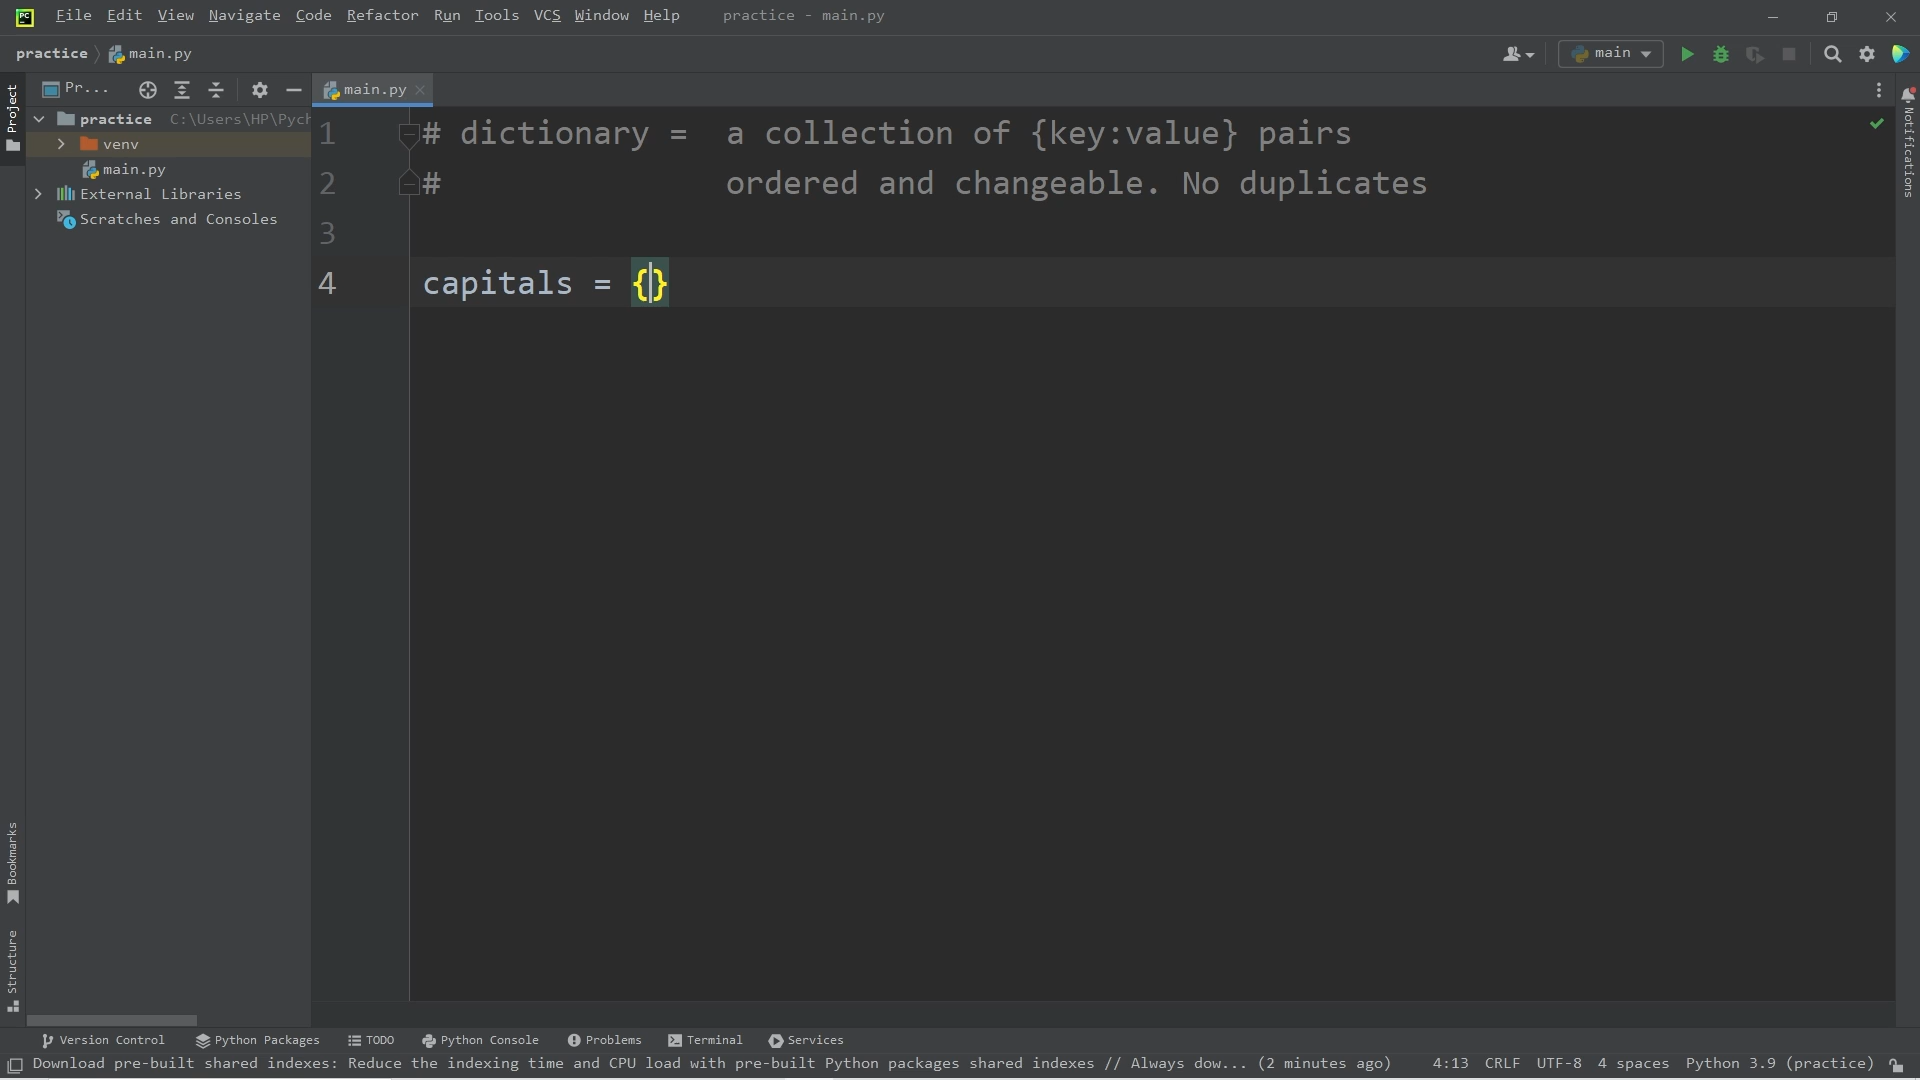 File Edit View Navigate Code Refactor Run Tools VCS Window Help practice - main.py
practice main.py main
Project
Pr... main.py
Notifications
practice C:\Users\HP\Pych
venv
main.py
External Libraries
Scratches and Consoles
1 # dictionary = a collection of {key:value} pairs
2 # ordered and changeable. No duplicates
3
4 capitals = {}
Bookmarks
Structure
Version Control Python Packages TODO Python Console Problems Terminal Services
Download pre-built shared indexes: Reduce the indexing time and CPU load with pre-built Python packages shared indexes // Always dow... (2 minutes ago) 4:13 CRLF UTF-8 4 spaces Python 3.9 (practice)